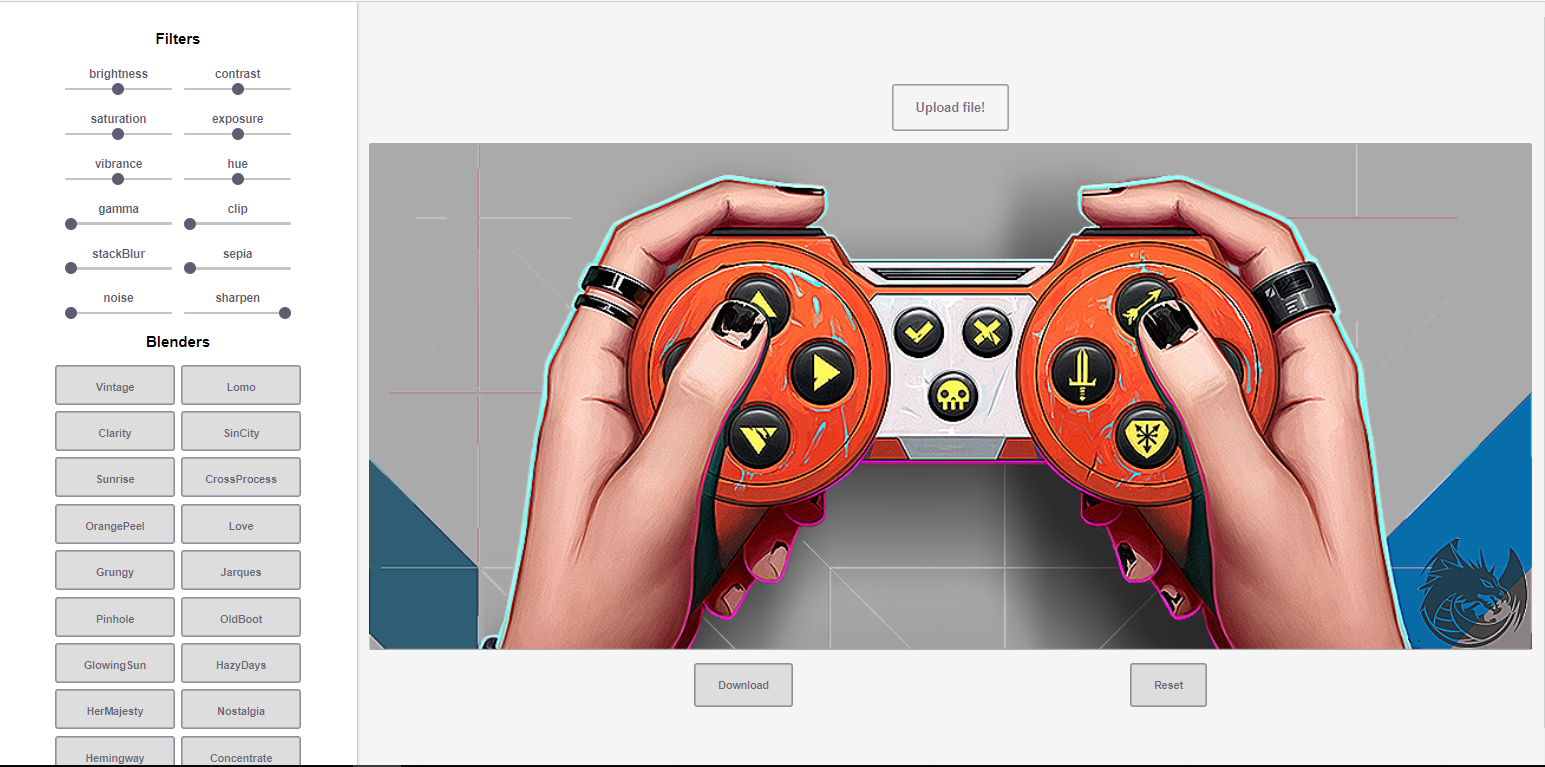 Filters
brightness contrast
saturation exposure
vibrance hue
gamma clip
stackBlur sepia
noise sharpen
Blenders
Vintage Lomo
Clarity SinCity
Sunrise CrossProcess
OrangePeel Love
Grungy Jarques
Pinhole OldBoot
GlowingSun HazyDays
HerMajesty Nostalgia
Hemingway Concentrate
Upload file!
Download Reset